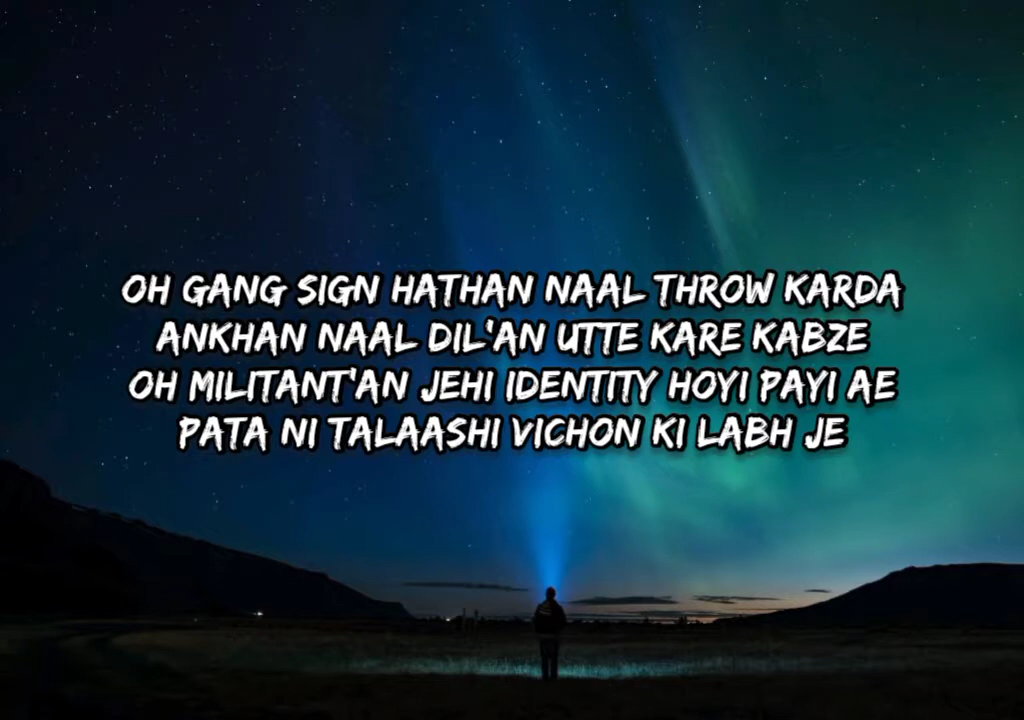 OH GANG SIGN HATHAN NAAL THROW KARDA
ANKHAN NAAL DIL'AN UTTE KARE KABZE
OH MILITANT'AN JEHI IDENTITY HOYI PAYI AE
PATA NI TALAASHI VICHON KI LABH JE